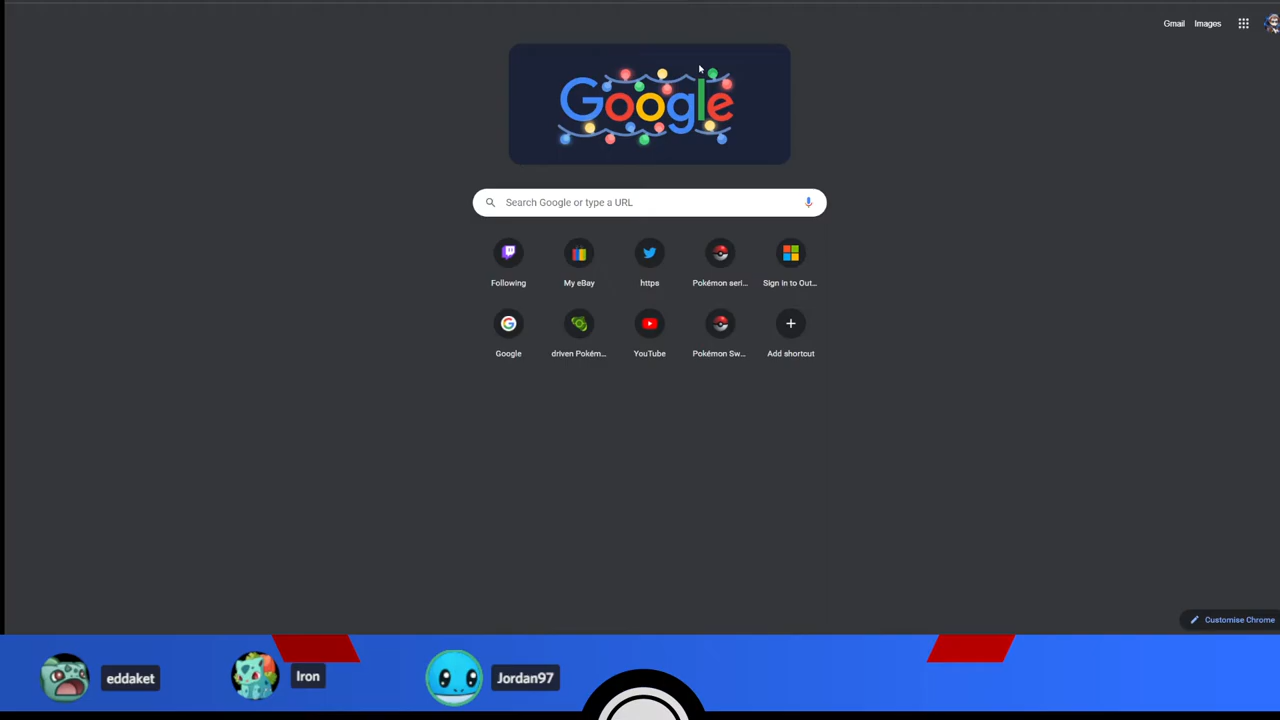 Gmail Images
Google
Search Google or type a URL
Following My eBay https Pokémon seri... Sign in to Out...
Google driven Pokém... YouTube Pokémon Sw... Add shortcut
Customise Chrome
eddaket Iron Jordan97